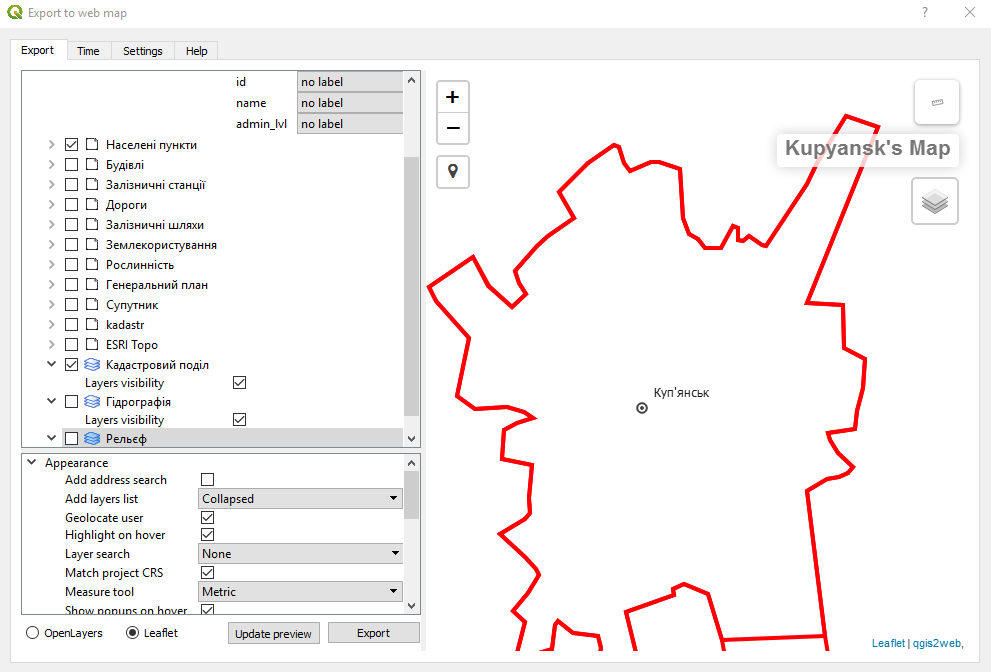 Export to web map
?
Export
Time
Settings
Help
id
no label
name
no label
admin_lvl
no label
Населені пункти
Будівлі
Залізничні станції
Дороги
Залізничні шляхи
Землекористування
Рослинність
Генеральний план
Супутник
kadastr
ESRI Topo
Кадастровий поділ
Layers visibility
Гідрографія
Layers visibility
Рельєф
Appearance
Add address search
Add layers list
Collapsed
Geolocate user
Highlight on hover
Layer search
None
Match project CRS
Measure tool
Metric
Show popups on hover
OpenLayers
Leaflet
Update preview
Export
+
−
Kupyansk's Map
Куп'янськ
Leaflet | qgis2web,